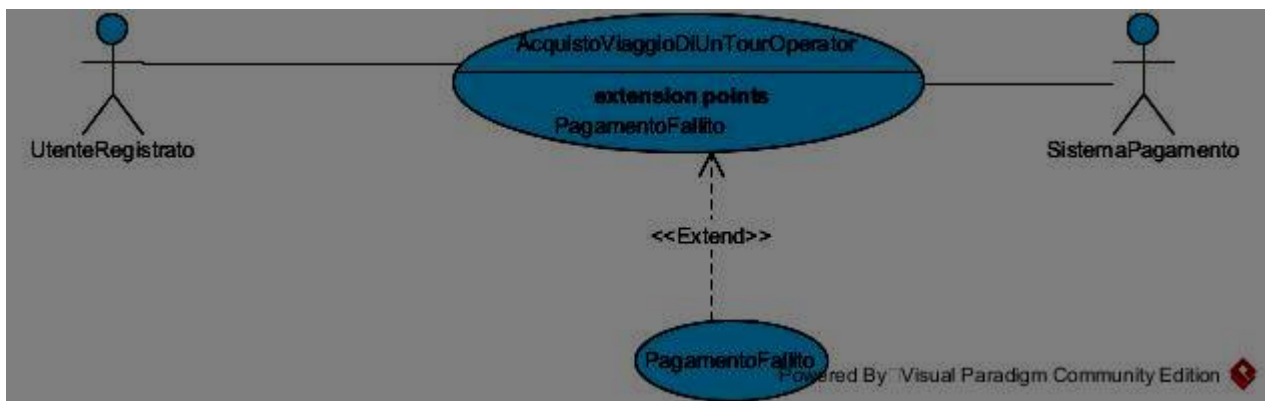 AcquistoViaggioDiUnTourOperator
extension points
PagamentoFallito
UtenteRegistrato
SistemaPagamento
<<Extend>>
PagamentoFallito
Powered By Visual Paradigm Community Edition